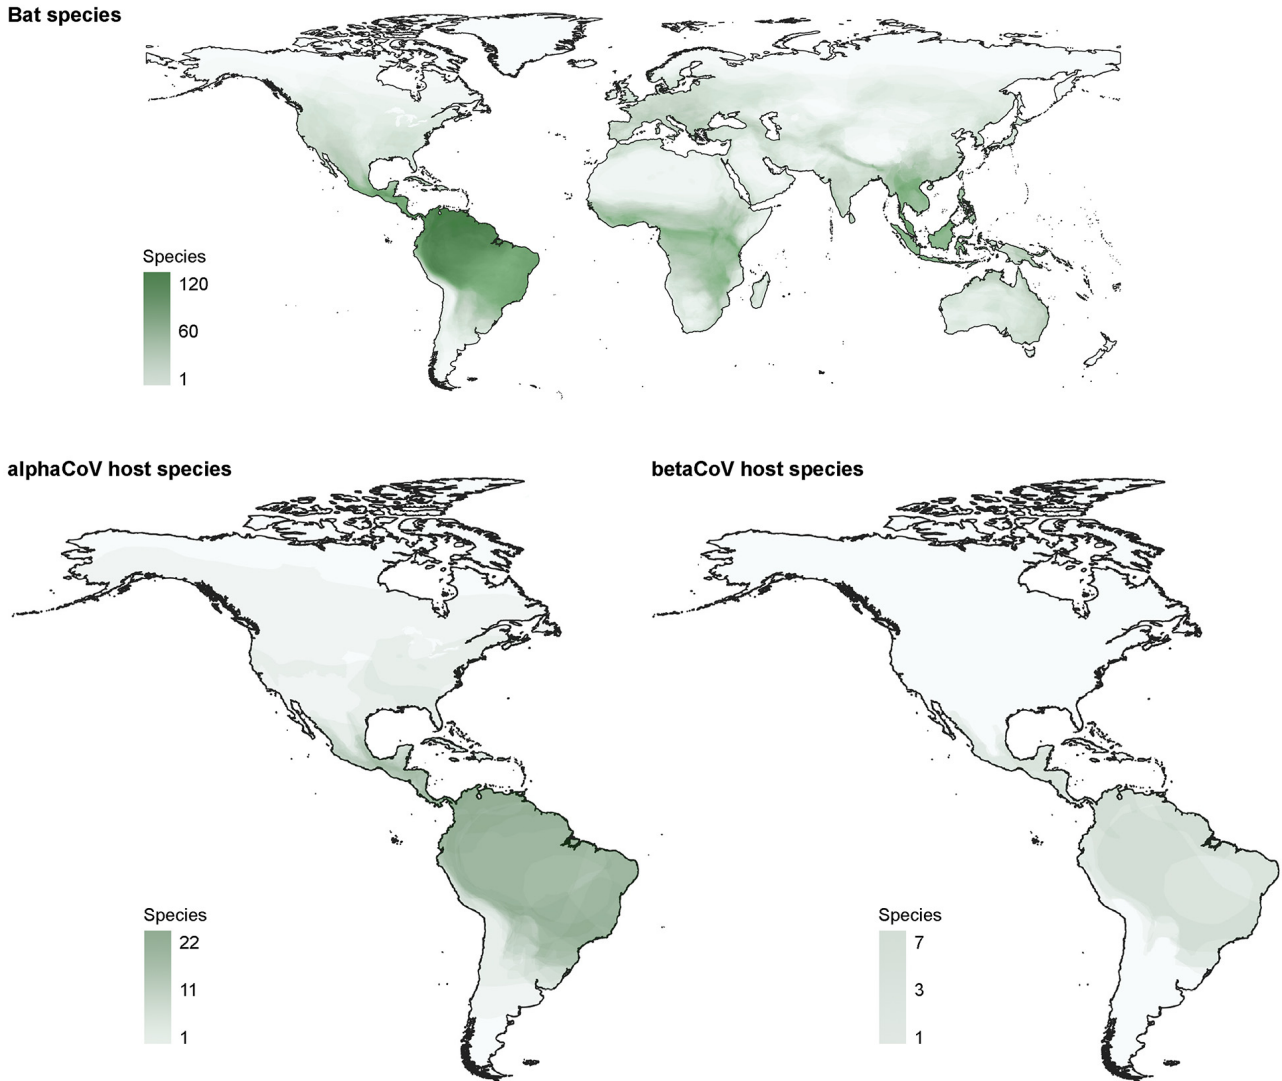 Bat species
Species
120
60
1
alphaCoV host species
betaCoV host species
Species
22
11
1
Species
7
3
1